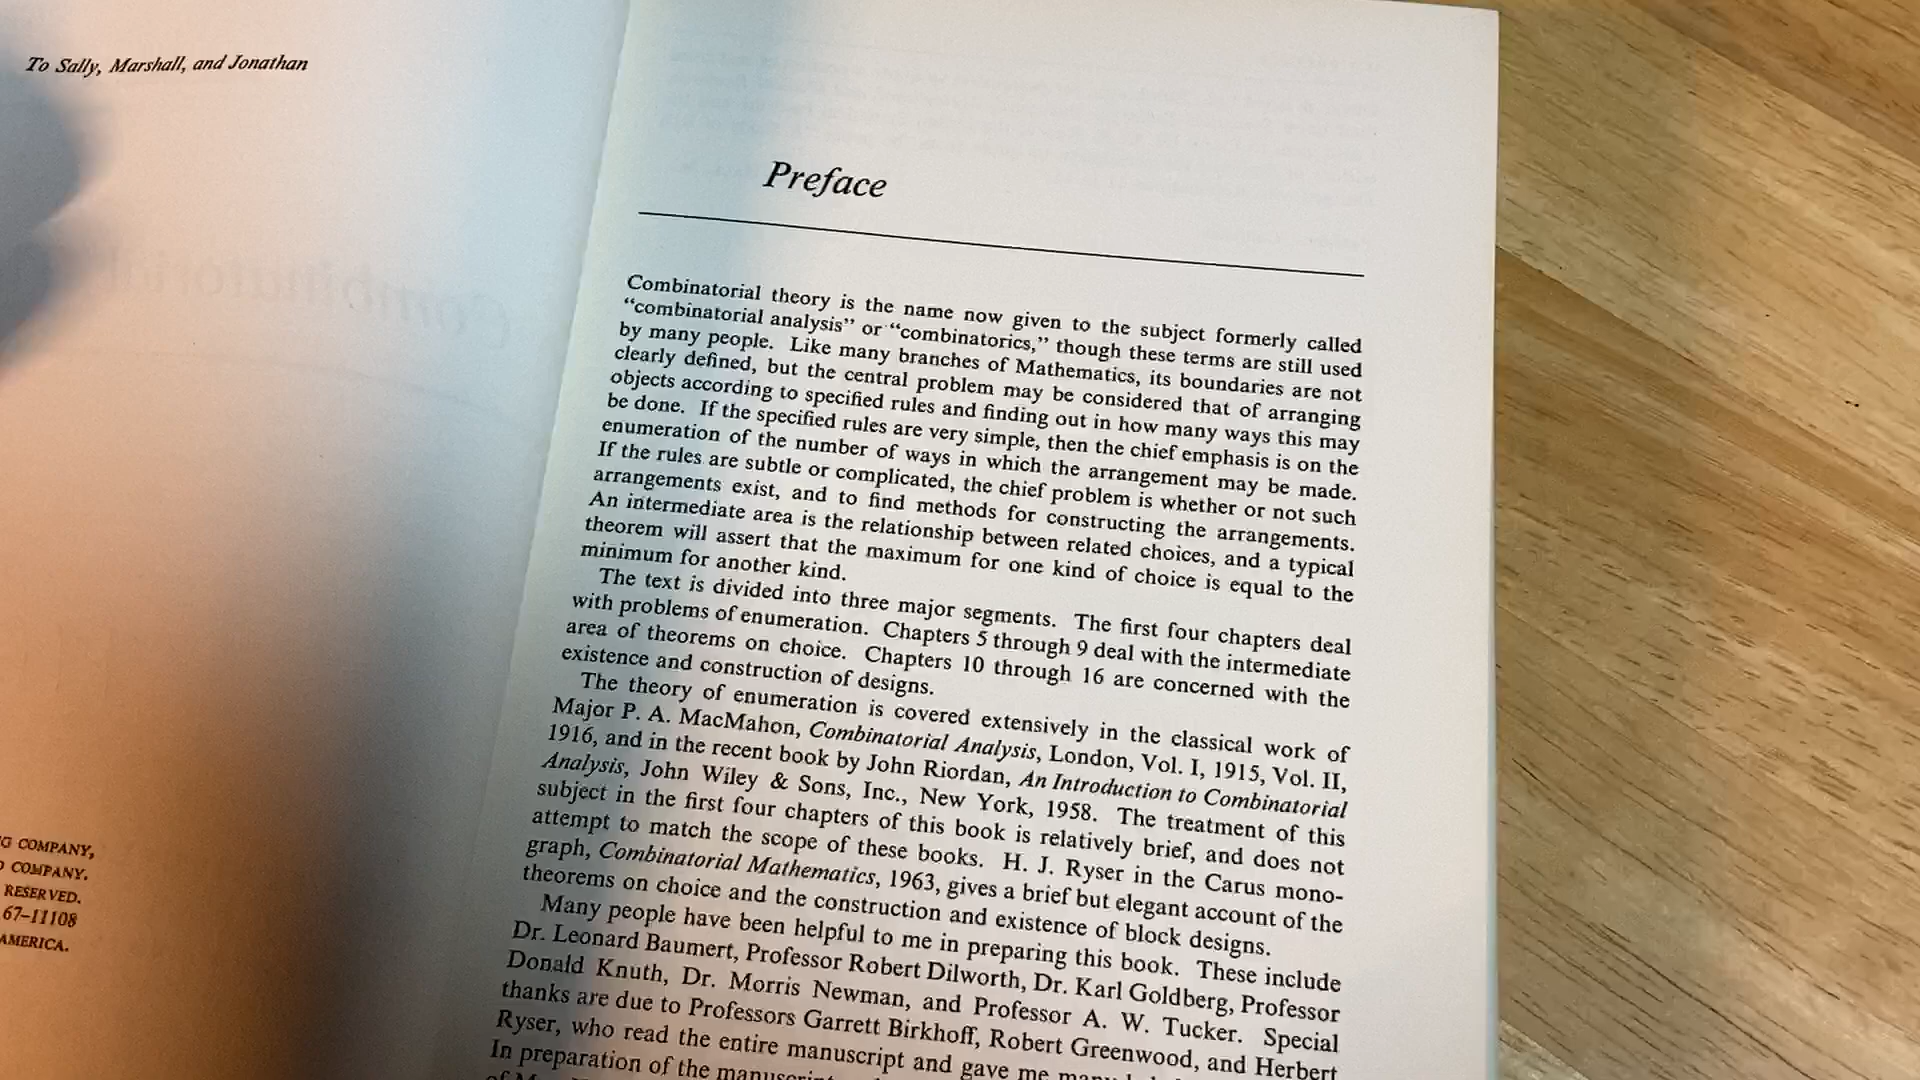 To Sally, Marshall, and Jonathan
G COMPANY,
COMPANY.
RESERVED.
67–11108
AMERICA.
Preface
Combinatorial theory is the name now given to the subject formerly called
“combinatorial analysis” or “combinatorics,” though these terms are still used
by many people. Like many branches of Mathematics, its boundaries are not
clearly defined, but the central problem may be considered that of arranging
objects according to specified rules and finding out in how many ways this may
be done. If the specified rules are very simple, then the chief emphasis is on the
enumeration of the number of ways in which the arrangement may be made.
If the rules are subtle or complicated, the chief problem is whether or not such
arrangements exist, and to find methods for constructing the arrangements.
An intermediate area is the relationship between related choices, and a typical
theorem will assert that the maximum for one kind of choice is equal to the
minimum for another kind.
The text is divided into three major segments. The first four chapters deal
with problems of enumeration. Chapters 5 through 9 deal with the intermediate
area of theorems on choice. Chapters 10 through 16 are concerned with the
existence and construction of designs.
The theory of enumeration is covered extensively in the classical work of
Major P. A. MacMahon, Combinatorial Analysis, London, Vol. I, 1915, Vol. II,
1916, and in the recent book by John Riordan, An Introduction to Combinatorial
Analysis, John Wiley & Sons, Inc., New York, 1958. The treatment of this
subject in the first four chapters of this book is relatively brief, and does not
attempt to match the scope of these books. H. J. Ryser in the Carus mono-
graph, Combinatorial Mathematics, 1963, gives a brief but elegant account of the
theorems on choice and the construction and existence of block designs.
Many people have been helpful to me in preparing this book. These include
Dr. Leonard Baumert, Professor Robert Dilworth, Dr. Karl Goldberg, Professor
Donald Knuth, Dr. Morris Newman, and Professor A. W. Tucker. Special
thanks are due to Professors Garrett Birkhoff, Robert Greenwood, and Herbert
Ryser, who read the entire manuscript and gave me
In preparation of the